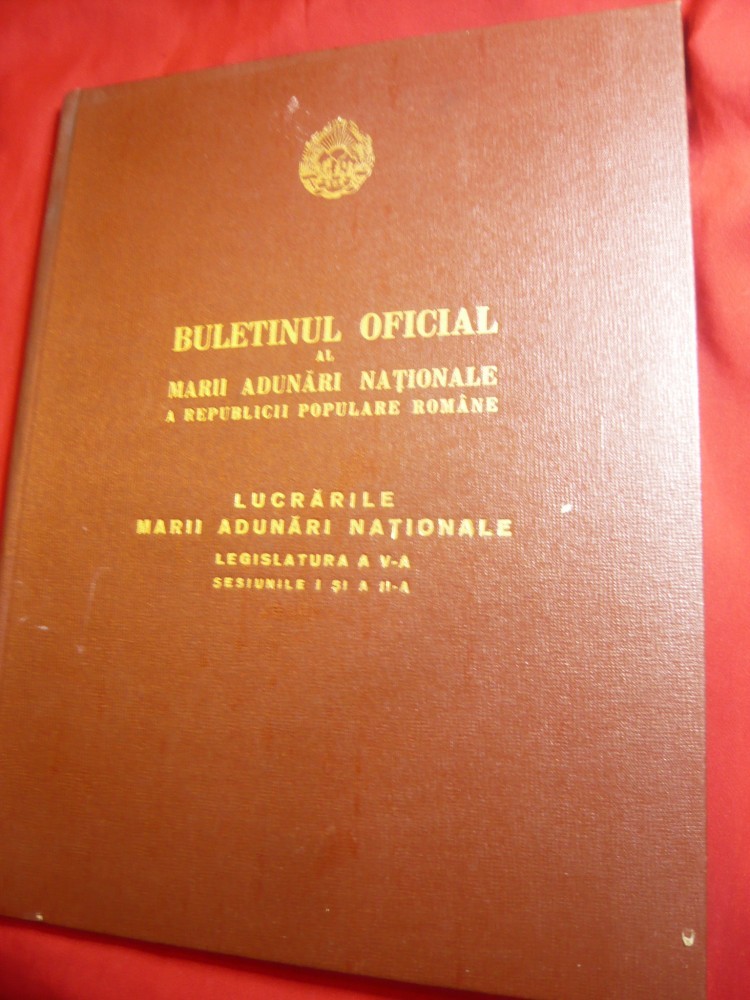 BULETINUL OFICIAL
AL
MARII ADUNĂRI NAȚIONALE
A REPUBLICII POPULARE ROMÂNE
LUCRĂRILE
MARII ADUNĂRI NAȚIONALE
LEGISLATURA A V-A
SESIUNILE I ȘI A II-A